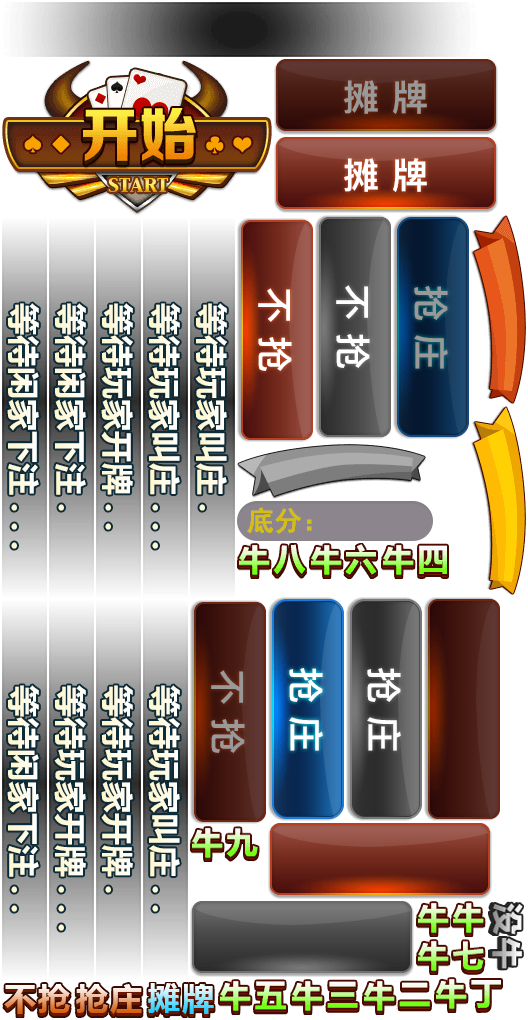 开始
START
摊牌
摊牌
等待闲家下注...
等待闲家下注.
等待玩家开牌..
等待玩家叫庄...
等待玩家叫庄.
不抢
不抢
抢庄
底分：
牛八牛六牛四
等待闲家下注..
等待玩家开牌...
等待玩家开牌.
等待玩家叫庄..
不抢
抢庄
抢庄
牛九
牛牛
没牛
牛七
不抢抢庄摊牌牛五牛三牛二牛丁